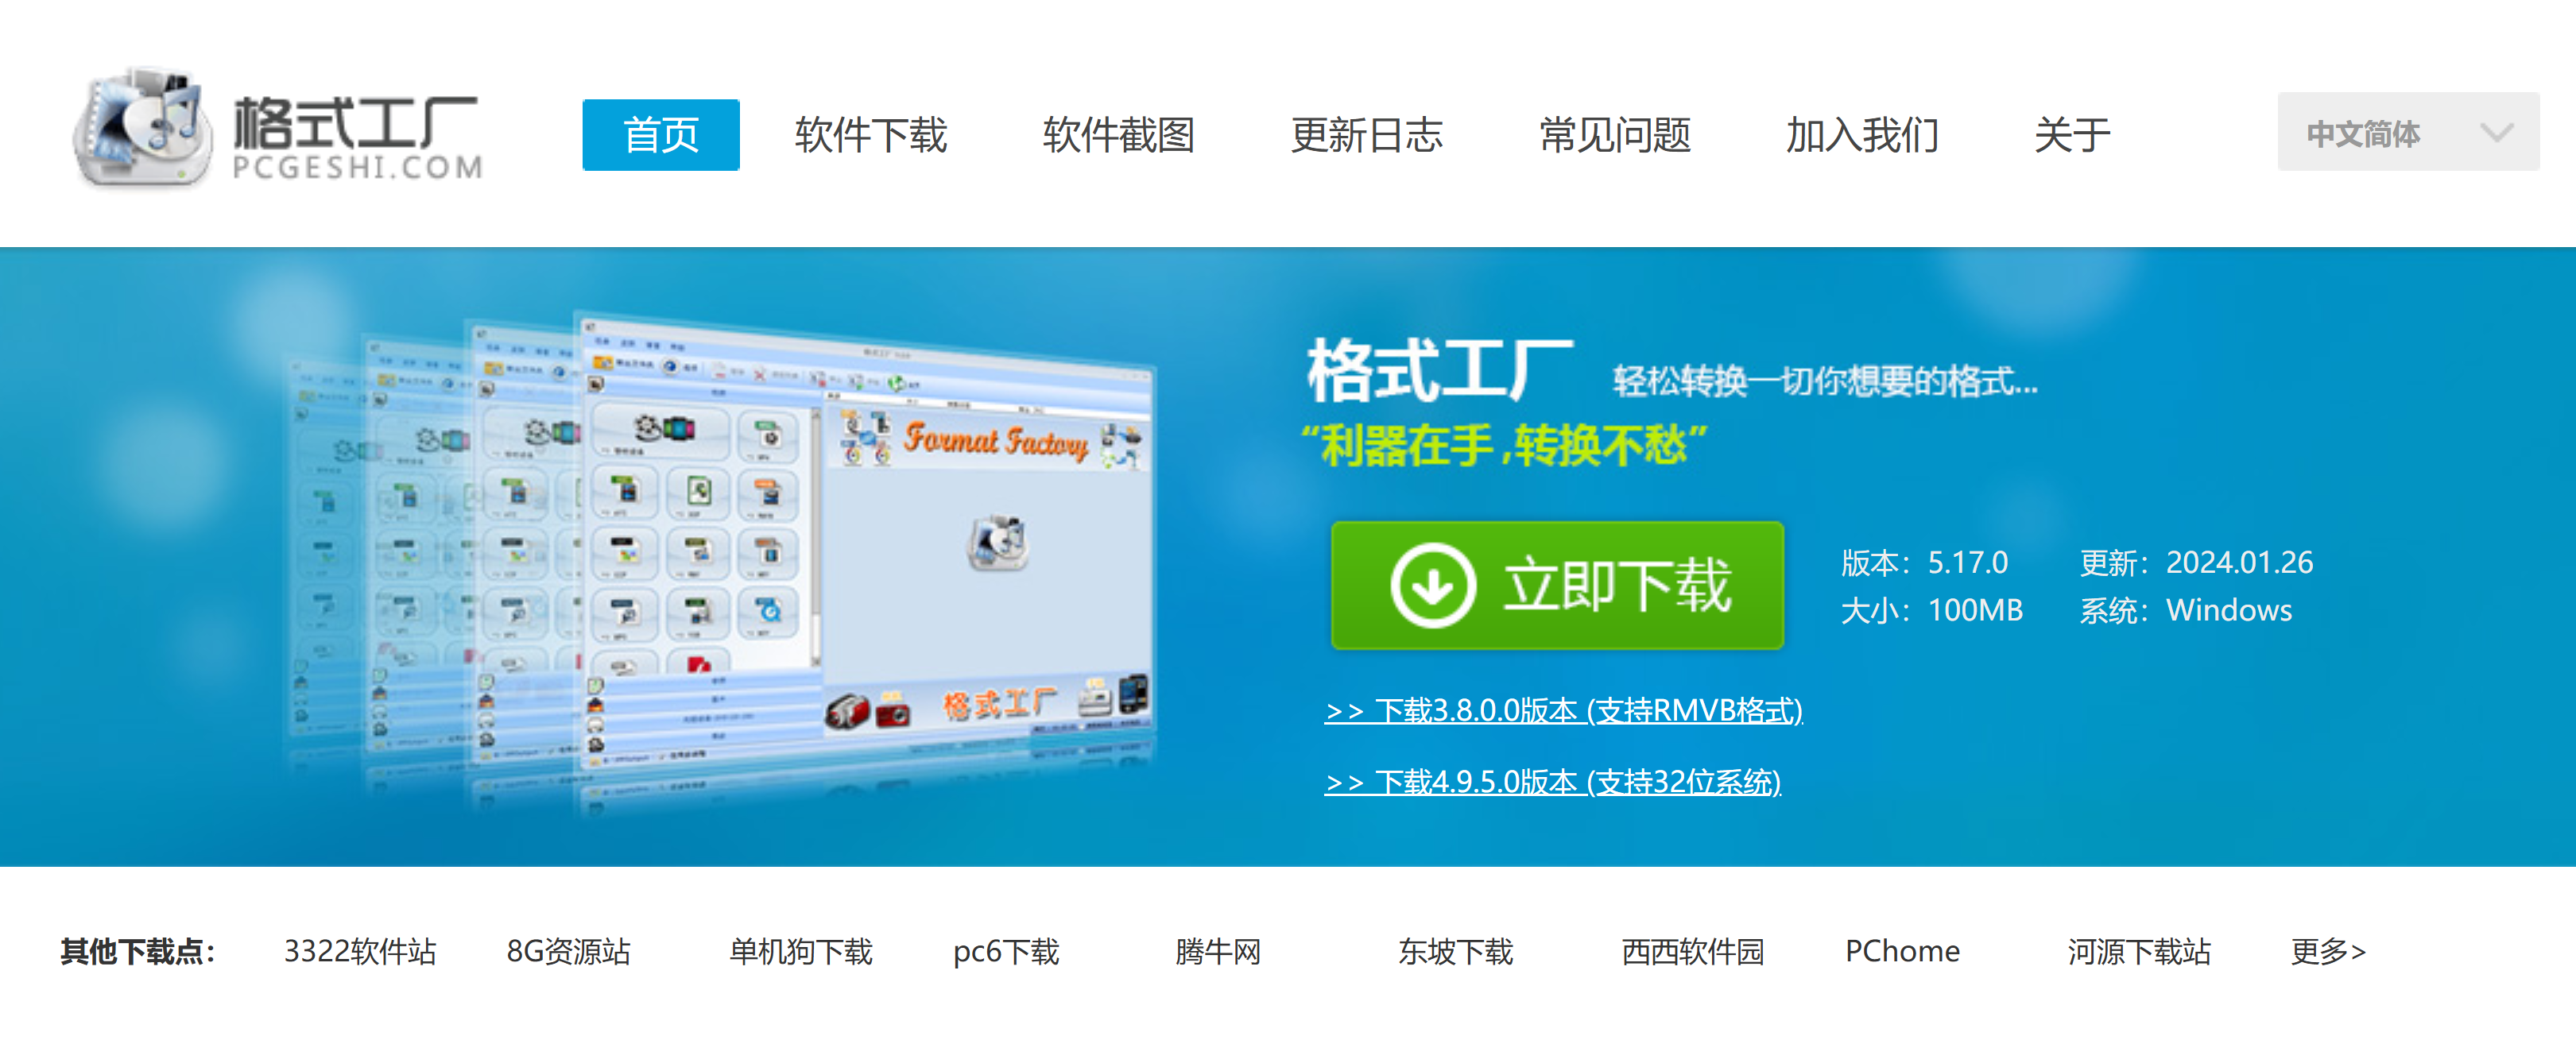 格式工厂
PCGESHI.COM
首页 软件下载 软件截图 更新日志 常见问题 加入我们 关于 中文简体
Format Factory
格式工厂
格式工厂 轻松转换一切你想要的格式...
“利器在手,转换不愁”
立即下载
版本：5.17.0 更新：2024.01.26
大小：100MB 系统：Windows
>> 下载3.8.0.0版本 (支持RMVB格式)
>> 下载4.9.5.0版本 (支持32位系统)
其他下载点： 3322软件站 8G资源站 单机狗下载 pc6下载 腾牛网 东坡下载 西西软件园 PChome 河源下载站 更多>